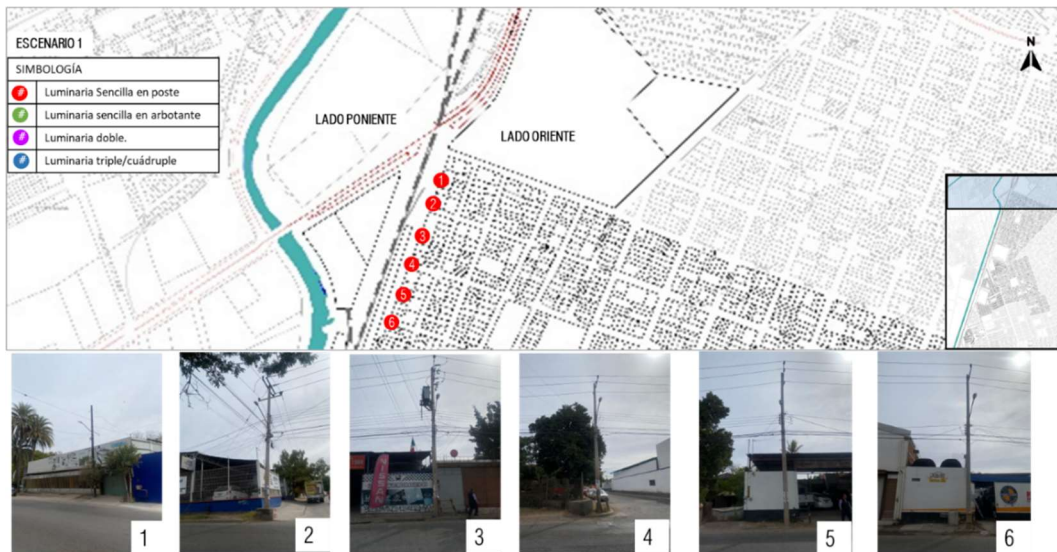 ESCENARIO 1
SIMBOLOGÍA
# Luminaria Sencilla en poste
# Luminaria sencilla en arbotante
# Luminaria doble.
# Luminaria triple/cuádruple
LADO PONIENTE
LADO ORIENTE
N
1
2
3
4
5
6
1
2
3
4
5
6